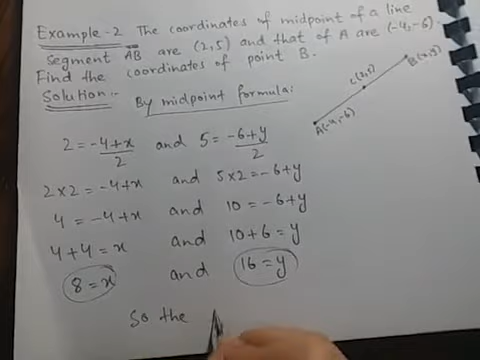 Example-2 The coordinates of midpoint of a line
segment AB are (2,5) and that of A are (-4,-6).
Find the coordinates of point B.
Solution:-
By midpoint formula:
B(x,y)
C(2,5)
A(-4,-6)
2 = -4+x/2 and 5 = -6+y/2
2×2 = -4+x and 5×2 = -6+y
4 = -4+x and 10 = -6+y
4+4 = x and 10+6 = y
8 = x and 16 = y
So the